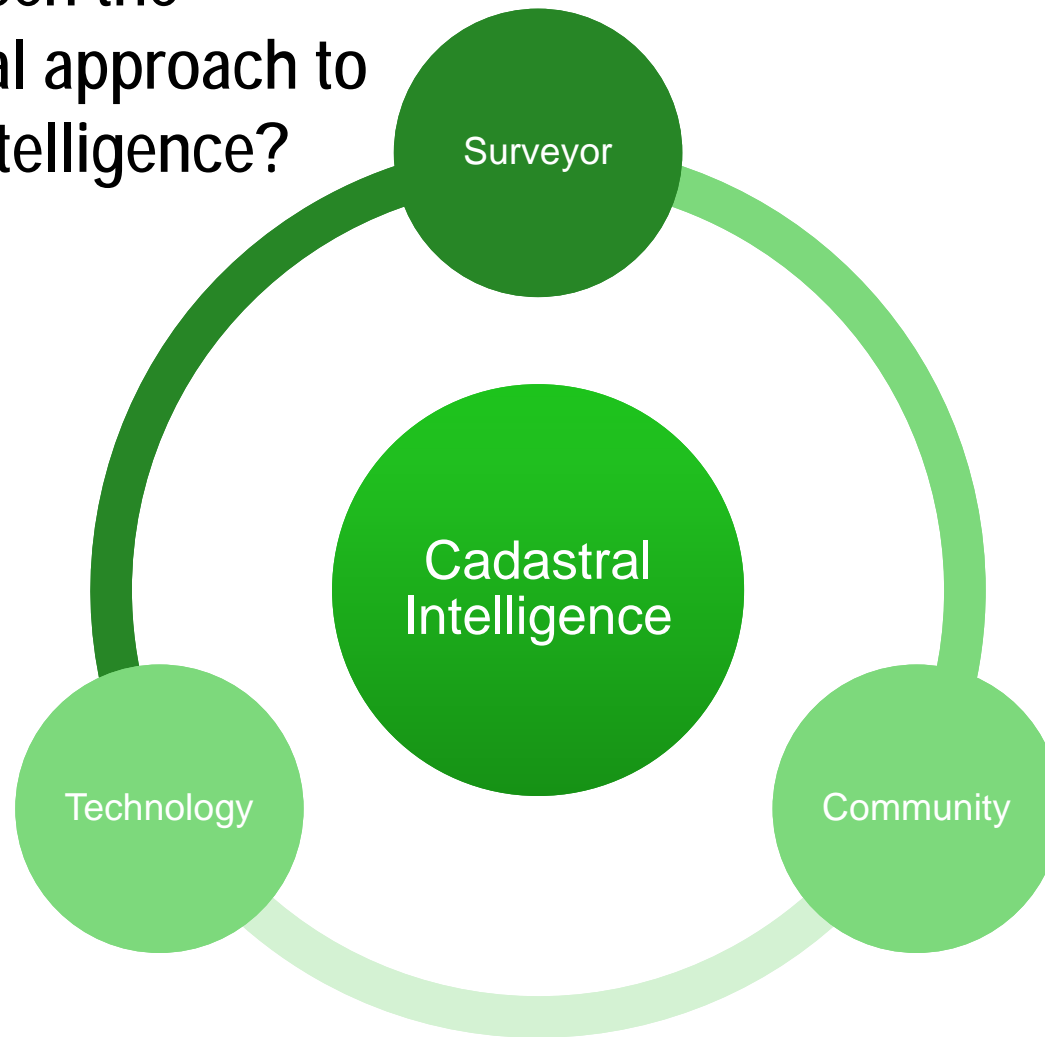 al approach to
telligence?
Surveyor
Cadastral
Intelligence
Technology
Community